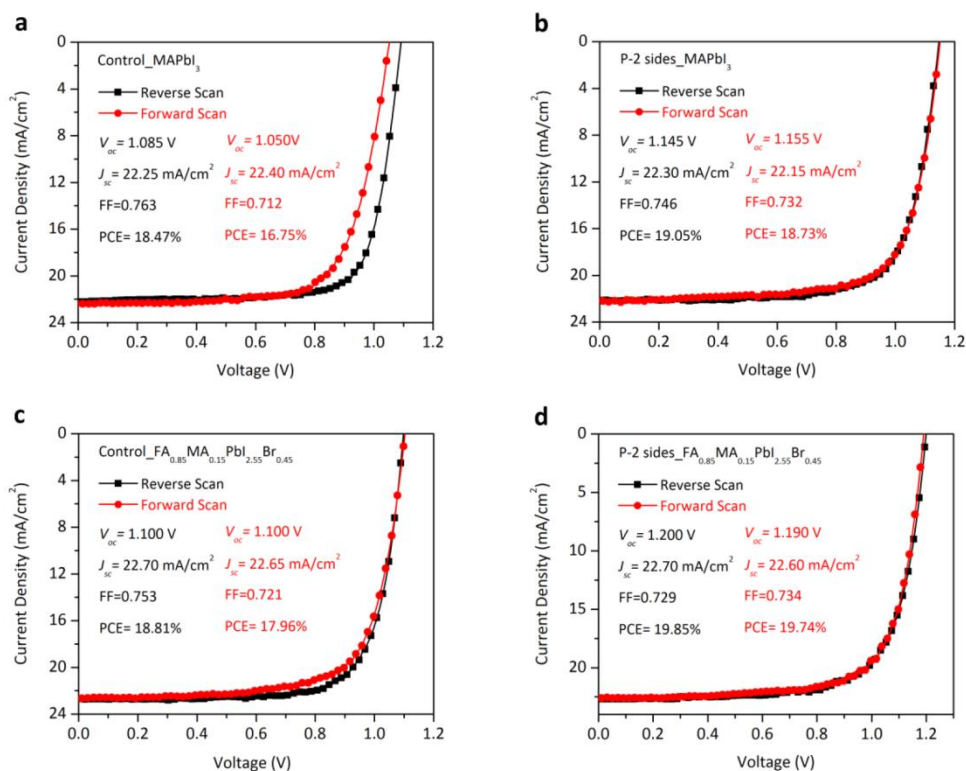 a
Control_MAPbI3
Reverse Scan
Forward Scan
Voc= 1.085 V
Voc= 1.050V
Jsc= 22.25 mA/cm2
Jsc= 22.40 mA/cm2
FF=0.763
FF=0.712
PCE= 18.47%
PCE= 16.75%
0
4
8
12
16
20
24
Current Density (mA/cm2)
0.0 0.2 0.4 0.6 0.8 1.0 1.2
Voltage (V)
b
P-2 sides_MAPbI3
Reverse Scan
Forward Scan
Voc= 1.145 V
Voc= 1.155 V
Jsc= 22.30 mA/cm2
Jsc= 22.15 mA/cm2
FF=0.746
FF=0.732
PCE= 19.05%
PCE= 18.73%
0
4
8
12
16
20
24
Current Density (mA/cm2)
0.0 0.2 0.4 0.6 0.8 1.0 1.2
Voltage (V)
c
Control_FA0.85MA0.15PbI2.55Br0.45
Reverse Scan
Forward Scan
Voc= 1.100 V
Voc= 1.100 V
Jsc= 22.70 mA/cm2
Jsc= 22.65 mA/cm2
FF=0.753
FF=0.721
PCE= 18.81%
PCE= 17.96%
0
4
8
12
16
20
24
Current Density (mA/cm2)
0.0 0.2 0.4 0.6 0.8 1.0 1.2
Voltage (V)
d
P-2 sides_FA0.85MA0.15PbI2.55Br0.45
Reverse Scan
Forward Scan
Voc= 1.200 V
Voc= 1.190 V
Jsc= 22.70 mA/cm2
Jsc= 22.60 mA/cm2
FF=0.729
FF=0.734
PCE= 19.85%
PCE= 19.74%
0
5
10
15
20
Current Density (mA/cm2)
0.0 0.2 0.4 0.6 0.8 1.0 1.2
Voltage (V)